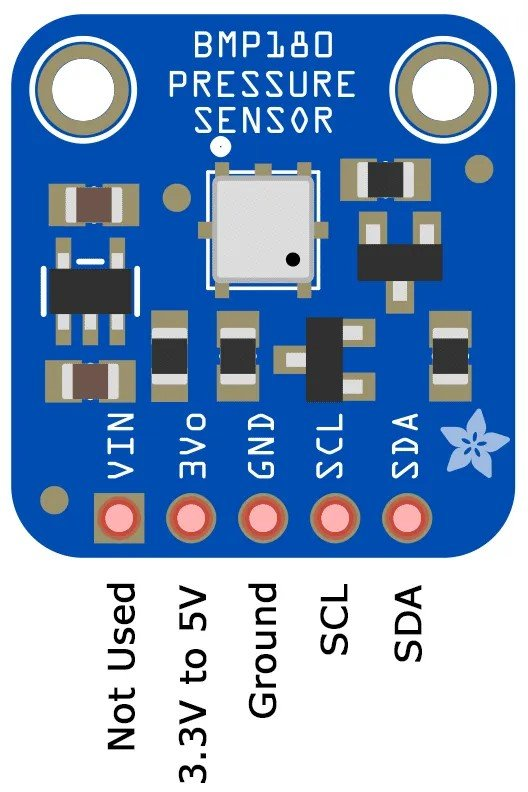 BMP180
PRESSURE
SENSOR
VIN
3Vo
GND
SCL
SDA
Not Used
3.3V to 5V
Ground
SCL
SDA